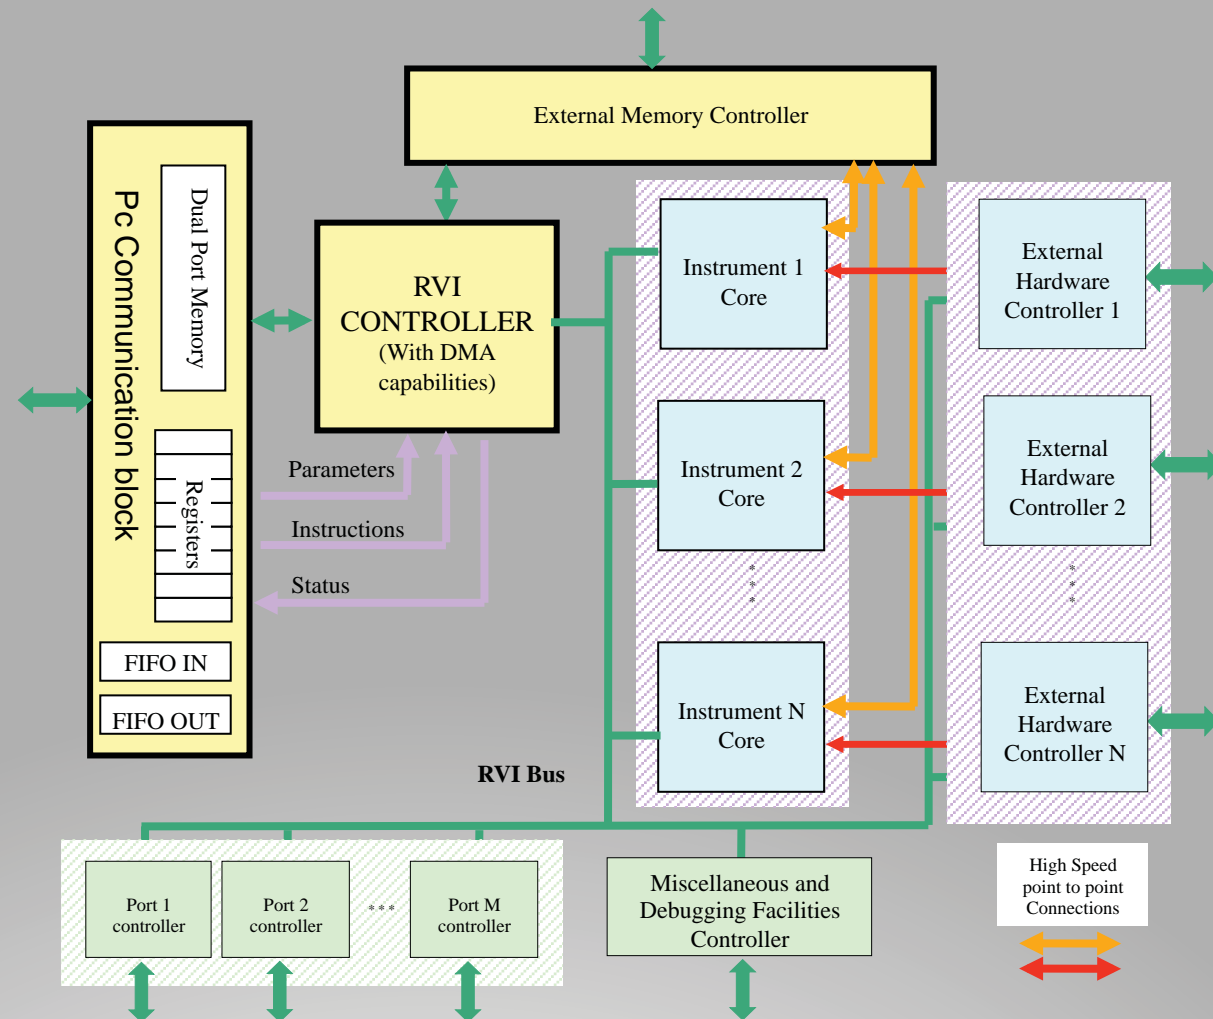 External Memory Controller
Pc Communication block
Dual Port Memory
Registers
FIFO IN
FIFO OUT
RVI
CONTROLLER
(With DMA
capabilities)
Parameters
Instructions
Status
Instrument 1
Core
Instrument 2
Core
* * *
Instrument N
Core
External
Hardware
Controller 1
External
Hardware
Controller 2
* * *
External
Hardware
Controller N
RVI Bus
Port 1
controller
Port 2
controller
* * *
Port M
controller
Miscellaneous and
Debugging Facilities
Controller
High Speed
point to point
Connections